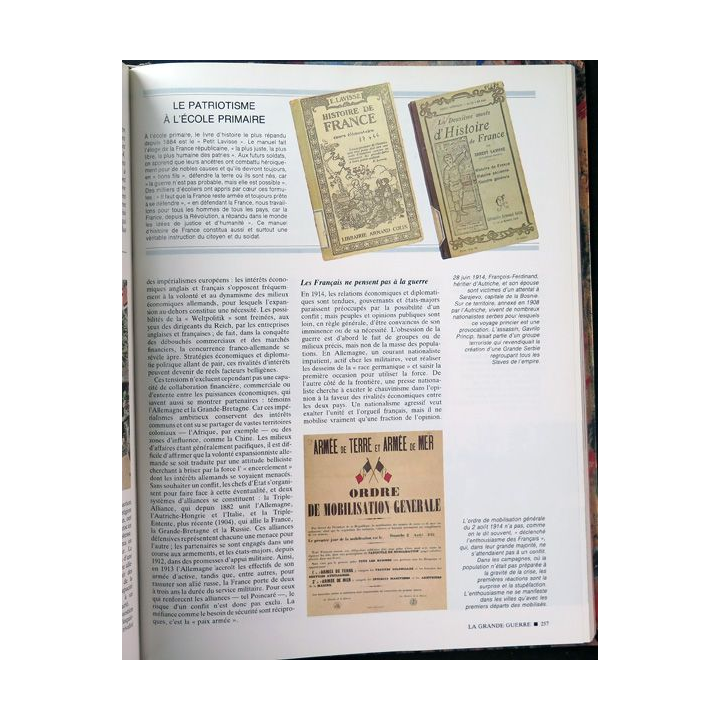 LE PATRIOTISME
À L'ÉCOLE PRIMAIRE
A l'école primaire, le livre d'histoire le plus répandu
depuis 1884 est le « Petit Lavisse ». Le manuel fait
l'éloge de la France républicaine, « la plus juste, la plus
libre, la plus humaine des patries ». Aux futurs soldats,
on apprend que leurs ancêtres ont combattu héroïque-
ment pour de nobles causes et qu'ils devront toujours,
en « bons fils », défendre la terre où ils sont nés, car
« la guerre n'est pas probable, mais elle est possible ».
Des milliers d'écoliers ont appris par cœur ces formu-
les : « Il faut que la France reste armée et toujours prête
à se défendre », « en défendant la France, nous travail-
lons pour tous les hommes de tous les pays, car la
France, depuis la Révolution, a répandu dans le monde
les idées de justice et d'humanité ». Ce manuel
d'histoire de France constitua aussi et surtout une
véritable instruction du citoyen et du soldat.
E. LAVISSE
HISTOIRE DE
FRANCE
cours élémentaire
LIBRAIRIE ARMAND COLIN
La Deuxième année
d'Histoire
de France
ERNEST LAVISSE
des impérialismes européens : les intérêts écono-
miques anglais et français s'opposent fréquem-
ment à la volonté et au dynamisme des milieux
économiques allemands, pour lesquels l'expan-
sion au dehors constitue une nécessité. Les possi-
bilités de la « Weltpolitik » sont freinées, aux
yeux des dirigeants du Reich, par les entreprises
anglaises et françaises ; de fait, dans la conquête
des débouchés commerciaux et des marchés
financiers, la concurrence franco-allemande se
révèle âpre. Stratégies économiques et diploma-
tie politique allant de pair, ces rivalités d'intérêts
peuvent devenir de réels facteurs belligènes.
Ces tensions n'excluent cependant pas une capa-
cité de collaboration financière, commerciale ou
d'entente entre les puissances économiques, qui
savent aussi se montrer partenaires : témoins
l'Allemagne et la Grande-Bretagne. Car ces impé-
rialismes ambitieux conservent des intérêts
communs et ont su se partager de vastes territoires
coloniaux — l'Afrique, par exemple — ou des
zones d'influence, comme la Chine. Les milieux
d'affaires étant généralement pacifiques, il est dif-
ficile d'affirmer que la volonté expansionniste alle-
mande se soit traduite par une attitude belliciste
cherchant à briser par la force l'« encerclement »
dont les intérêts allemands se voyaient menacés.
Sans souhaiter un conflit, les chefs d'État s'organi-
sent pour faire face à cette éventualité, et deux
systèmes d'alliances se constituent : la Triple-
Alliance, qui depuis 1882 unit l'Allemagne,
l'Autriche-Hongrie et l'Italie, et la Triple-
Entente, plus récente (1904), qui allie la France,
la Grande-Bretagne et la Russie. Ces alliances
défensives représentent chacune une menace pour
l'autre ; les partenaires se sont engagés dans une
course aux armements, et les états-majors, depuis
1912, dans des promesses d'appui militaire. Ainsi,
en 1913 l'Allemagne accroît les effectifs de son
armée d'active, tandis que, entre autres, pour
rassurer son allié russe, la France porte de deux
à trois ans la durée du service militaire. Pour ceux
qui renforcent les alliances — tel Poincaré —, le
risque d'un conflit n'est donc pas exclu. La
méfiance comme le besoin de sécurité sont récipro-
ques, c'est la « paix armée ».
Les Français ne pensent pas à la guerre
En 1914, les relations économiques et diplomati-
ques sont tendues, gouvernants et états-majors
paraissent préoccupés par la possibilité d'un
conflit ; mais peuples et opinions publiques sont
loin, en règle générale, d'être convaincus de son
imminence ou de sa nécessité. L'obsession de la
guerre est d'abord le fait de groupes ou de
milieux précis, mais non de la masse des popula-
tions. En Allemagne, un courant nationaliste
impatient, actif chez les militaires, veut réaliser
les desseins de la « race germanique » et saisir la
première occasion pour utiliser la force. De
l'autre côté de la frontière, une presse nationa-
liste cherche à exciter le chauvinisme dans l'opi-
nion à la faveur des rivalités économiques entre
les deux pays. Un nationalisme agressif veut
exalter l'unité et l'orgueil français, mais il ne
mobilise vraiment qu'une fraction de l'opinion.
28 juin 1914, François-Ferdinand,
héritier d'Autriche, et son épouse
sont victimes d'un attentat à
Sarajevo, capitale de la Bosnie.
Sur ce territoire, annexé en 1908
par l'Autriche, vivent de nombreux
nationalistes serbes pour lesquels
ce voyage princier est une
provocation. L'assassin, Gavrilo
Princip, faisait partie d'un groupe
terroriste qui revendiquait la
création d'une Grande Serbie
regroupant tous les
Slaves de l'empire.
ARMÉE DE TERRE ET ARMÉE DE MER
ORDRE
DE MOBILISATION GÉNÉRALE
L'ordre de mobilisation générale
du 2 août 1914 n'a pas, comme
on le dit souvent, « déclenché
l'enthousiasme des Français »,
qui, dans leur grande majorité, ne
s'attendaient pas à un conflit.
Dans les campagnes, où la
population n'était pas préparée à
la gravité de la crise, les
premières réactions sont la
surprise et la stupéfaction.
L'enthousiasme ne se manifeste
dans les villes qu'avec les
premiers départs des mobilisés.
LA GRANDE GUERRE ■ 257